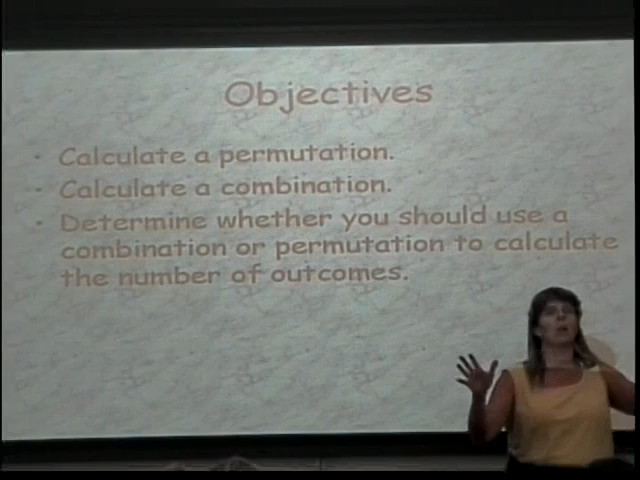 Objectives
• Calculate a permutation.
• Calculate a combination.
• Determine whether you should use a
combination or permutation to calculate
the number of outcomes.